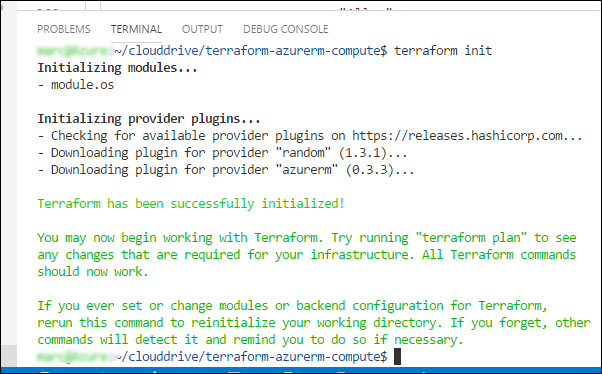 PROBLEMS TERMINAL OUTPUT DEBUG CONSOLE
:~/clouddrive/terraform-azurerm-compute$ terraform init
Initializing modules...
- module.os
Initializing provider plugins...
- Checking for available provider plugins on https://releases.hashicorp.com...
- Downloading plugin for provider "random" (1.3.1)...
- Downloading plugin for provider "azurerm" (0.3.3)...
Terraform has been successfully initialized!
You may now begin working with Terraform. Try running "terraform plan" to see
any changes that are required for your infrastructure. All Terraform commands
should now work.
If you ever set or change modules or backend configuration for Terraform,
rerun this command to reinitialize your working directory. If you forget, other
commands will detect it and remind you to do so if necessary.
:~/clouddrive/terraform-azurerm-compute$